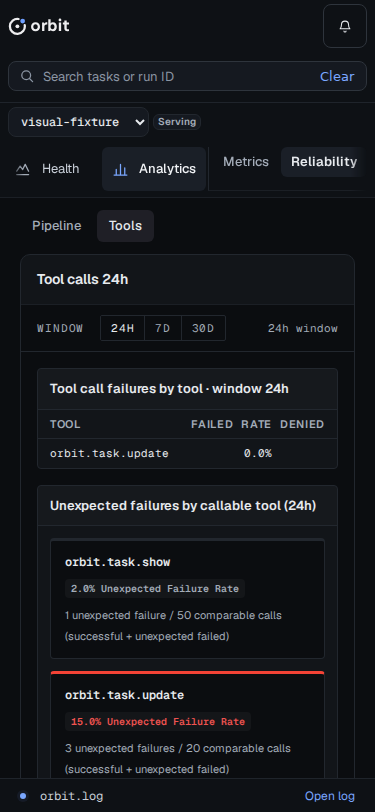 orbit
Search tasks or run ID Clear
visual-fixture Serving
Health Analytics Metrics Reliability
Pipeline Tools
Tool calls 24h
WINDOW 24H 7D 30D 24h window
Tool call failures by tool · window 24h
TOOL FAILED RATE DENIED
orbit.task.update 0.0%
Unexpected failures by callable tool (24h)
orbit.task.show
2.0% Unexpected Failure Rate
1 unexpected failure / 50 comparable calls
(successful + unexpected failed)
orbit.task.update
15.0% Unexpected Failure Rate
3 unexpected failures / 20 comparable calls
(successful + unexpected failed)
orbit.log Open log